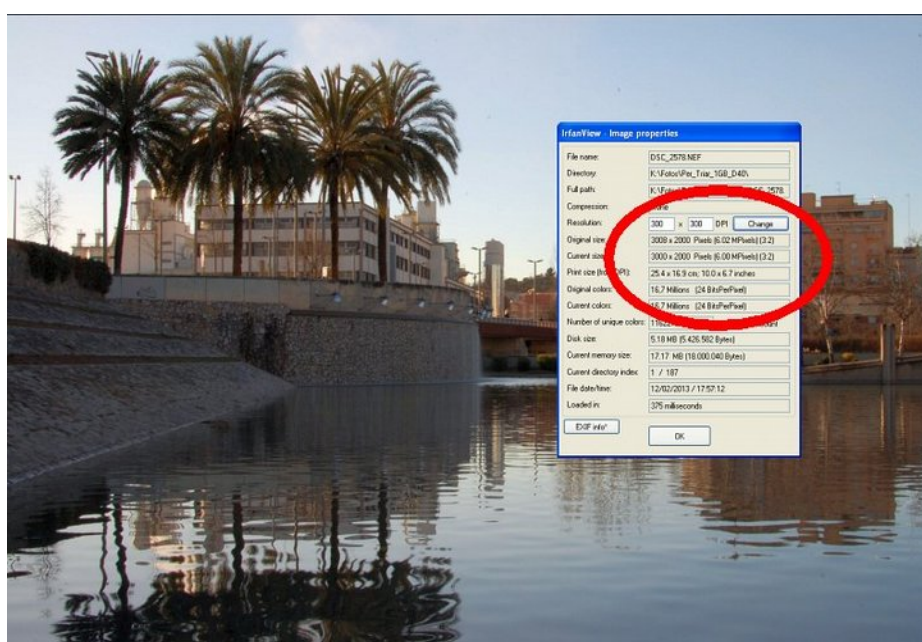 IrfanView - Image properties
File name: DSC_2578.NEF
Directory: K:\Fotos\Per_Triar_1GB_D40\
Full path: 2578.
Compression:
Resolution: 300 x 300 DPI Change
Original size: 3008 x 2000 Pixels (6.02 MPixels) (3:2)
Current size: 3000 x 2000 Pixels (6.00 MPixels) (3:2)
Print size (from DPI): 25.4 x 16.9 cm; 10.0 x 6.7 inches
Original colors: 16,7 Millions (24 BitsPerPixel)
Current colors: 16,7 Millions (24 BitsPerPixel)
Number of unique colors:
Disk size: 5.18 MB (5.426.582 Bytes)
Current memory size: 17.17 MB (18.000.040 Bytes)
Current directory index: 1 / 187
File date/time: 12/02/2013 / 17:57:12
Loaded in: 375 milliseconds
EXIF info* OK